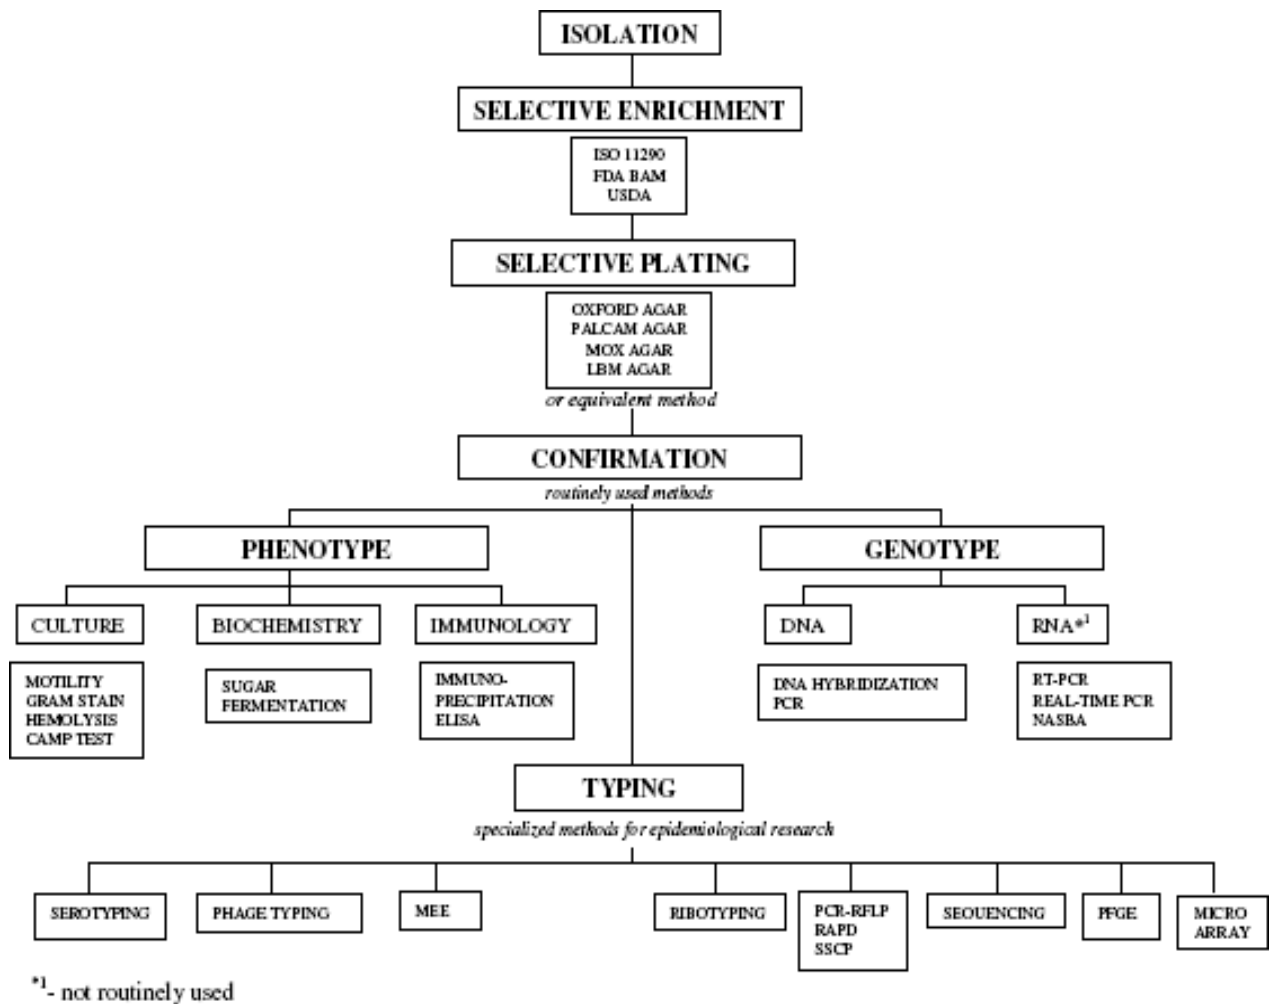 ISOLATION
SELECTIVE ENRICHMENT
ISO 11290
FDA BAM
USDA
SELECTIVE PLATING
OXFORD AGAR
PALCAM AGAR
MOX AGAR
LBM AGAR
or equivalent method
CONFIRMATION
routinely used methods
PHENOTYPE
GENOTYPE
CULTURE
BIOCHEMISTRY
IMMUNOLOGY
DNA
RNA*1
MOTILITY
GRAM STAIN
HEMOLYSIS
CAMP TEST
SUGAR
FERMENTATION
IMMUNO-
PRECIPITATION
ELISA
DNA HYBRIDIZATION
PCR
RT-PCR
REAL-TIME PCR
NASBA
TYPING
specialized methods for epidemiological research
SEROTYPING
PHAGE TYPING
MEE
RIBOTYPING
PCR-RFLP
RAPD
SSCP
SEQUENCING
PFGE
MICRO
ARRAY
*1- not routinely used